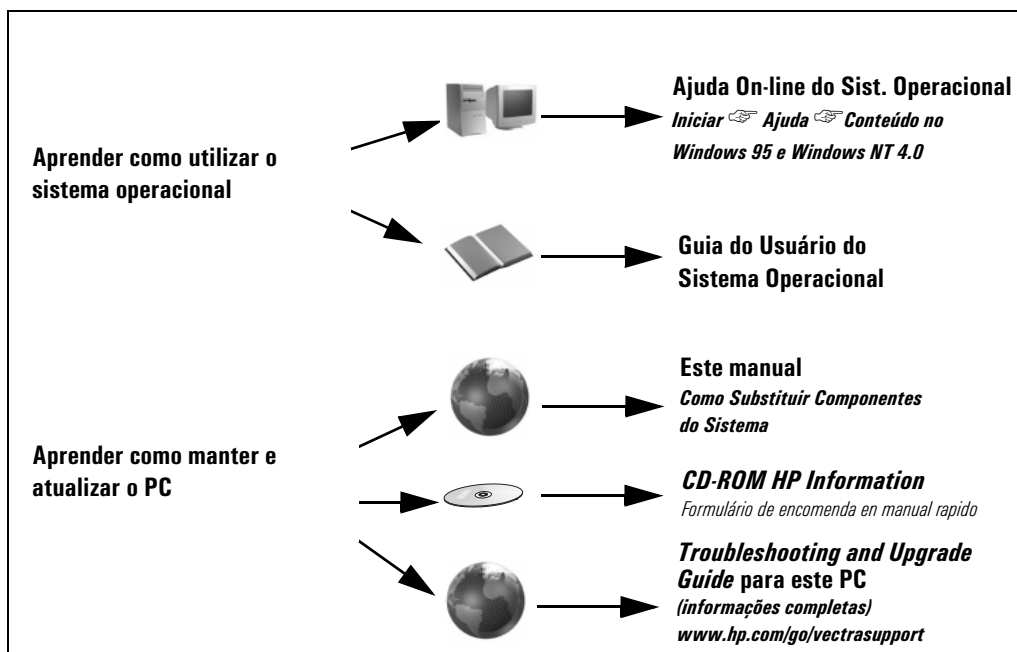 Aprender como utilizar o
sistema operacional
Ajuda On-line do Sist. Operacional
Iniciar ☞ Ajuda ☞ Conteúdo no
Windows 95 e Windows NT 4.0
Guia do Usuário do
Sistema Operacional
Aprender como manter e
atualizar o PC
Este manual
Como Substituir Componentes
do Sistema
CD-ROM HP Information
Formulário de encomenda en manual rapido
Troubleshooting and Upgrade
Guide para este PC
(informações completas)
www.hp.com/go/vectrasupport